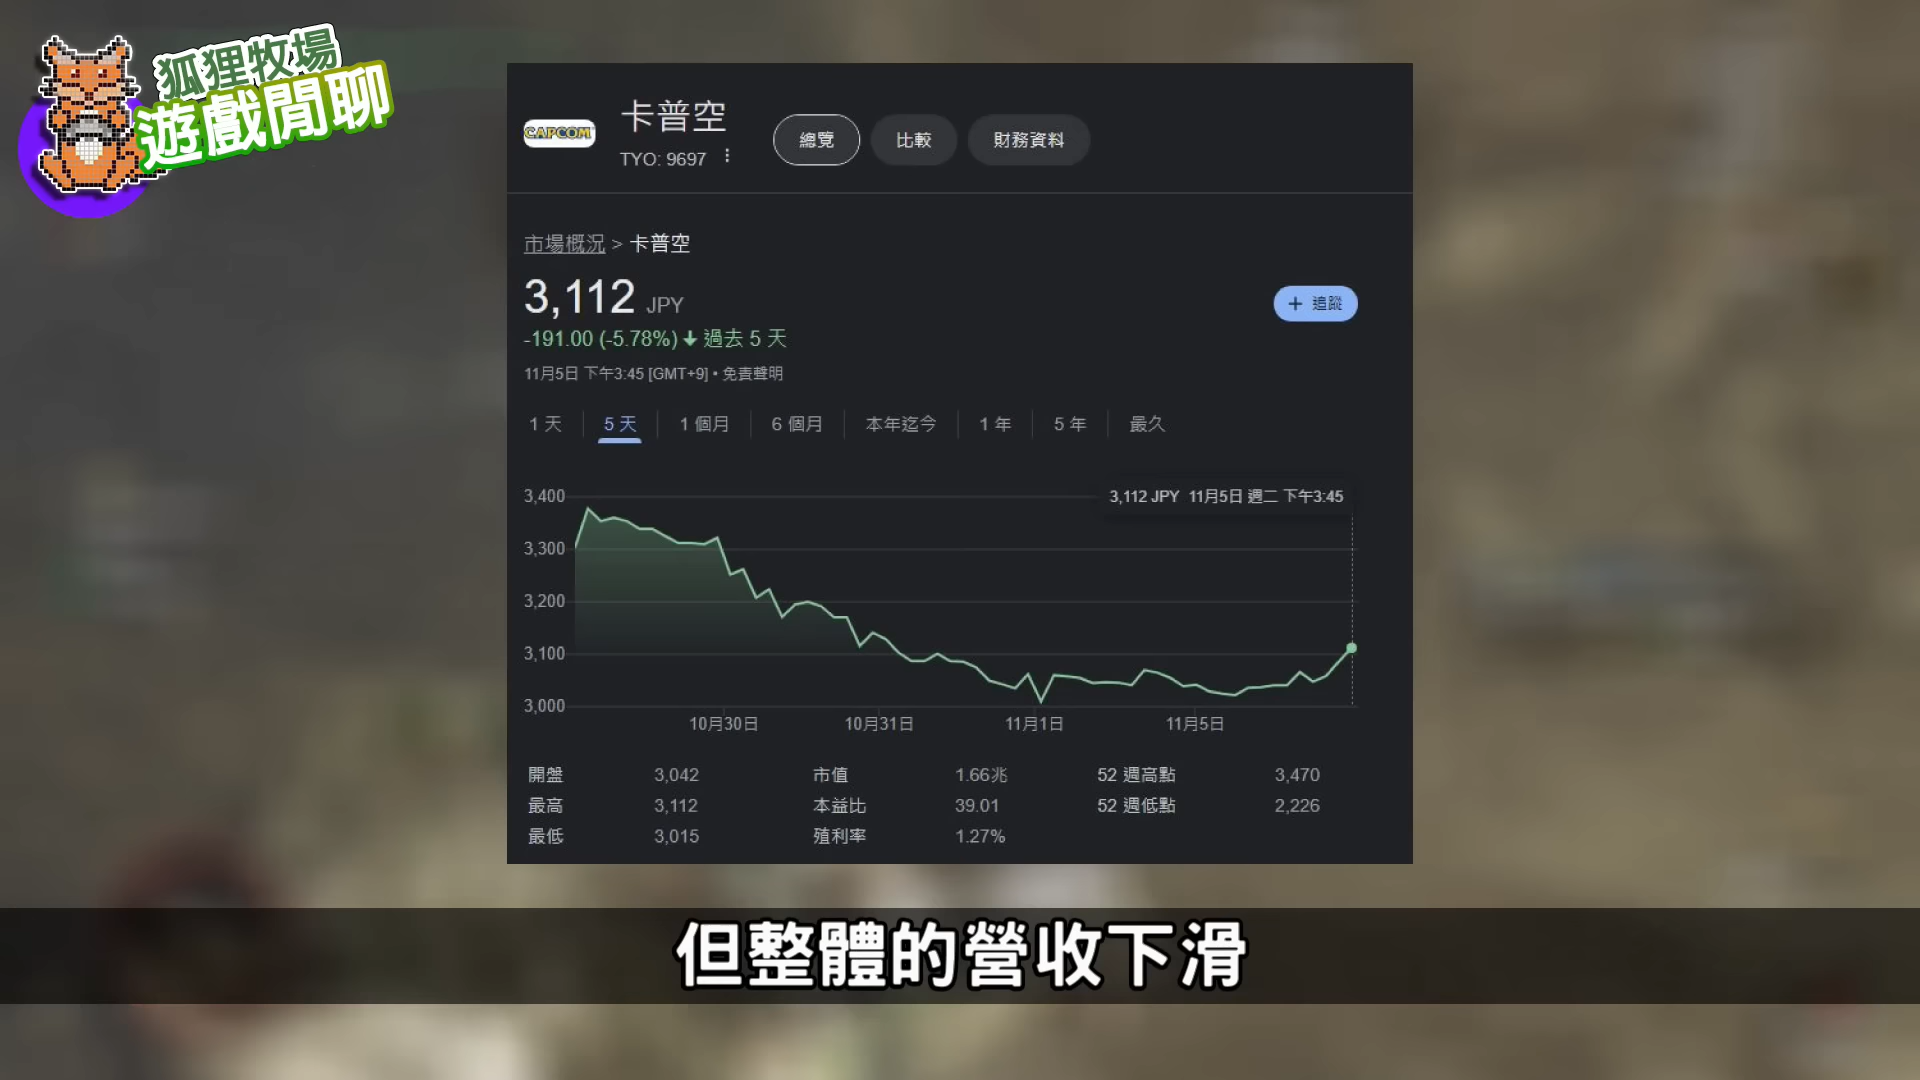 狐狸牧場
遊戲閒聊
CAPCOM
卡普空
TYO: 9697
總覽
比較
財務資料
市場概況 > 卡普空
3,112 JPY
+ 追蹤
-191.00 (-5.78%) 過去 5 天
11月5日 下午3:45 [GMT+9] • 免責聲明
1 天
5 天
1 個月
6 個月
本年迄今
1 年
5 年
最久
3,112 JPY 11月5日 週二 下午3:45
3,400
3,300
3,200
3,100
3,000
10月30日
10月31日
11月1日
11月5日
開盤 3,042 市值 1.66兆 52 週高點 3,470
最高 3,112 本益比 39.01 52 週低點 2,226
最低 3,015 殖利率 1.27%
但整體的營收下滑